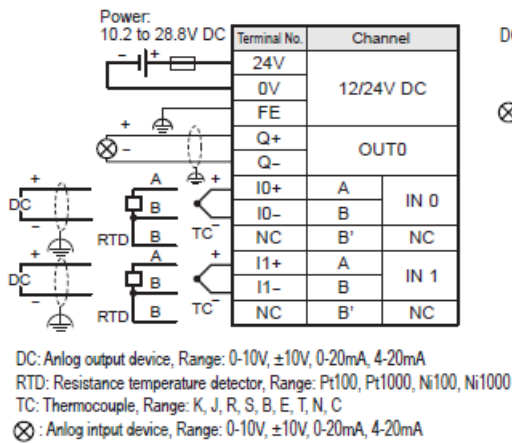 Power:
10.2 to 28.8V DC
Terminal No. Channel
D
- +
24V
0V 12/24V DC
FE
+
Q+ OUT0
-
Q-
+ A +
I0+ A IN 0
DC B
I0- B
- RTD B TC -
NC B' NC
+ A +
I1+ A IN 1
DC B
I1- B
- RTD B TC -
NC B' NC
DC: Anlog output device, Range: 0-10V, ±10V, 0-20mA, 4-20mA
RTD: Resistance temperature detector, Range: Pt100, Pt1000, Ni100, Ni1000
TC: Thermocouple, Range: K, J, R, S, B, E, T, N, C
: Anlog intput device, Range: 0-10V, ±10V, 0-20mA, 4-20mA